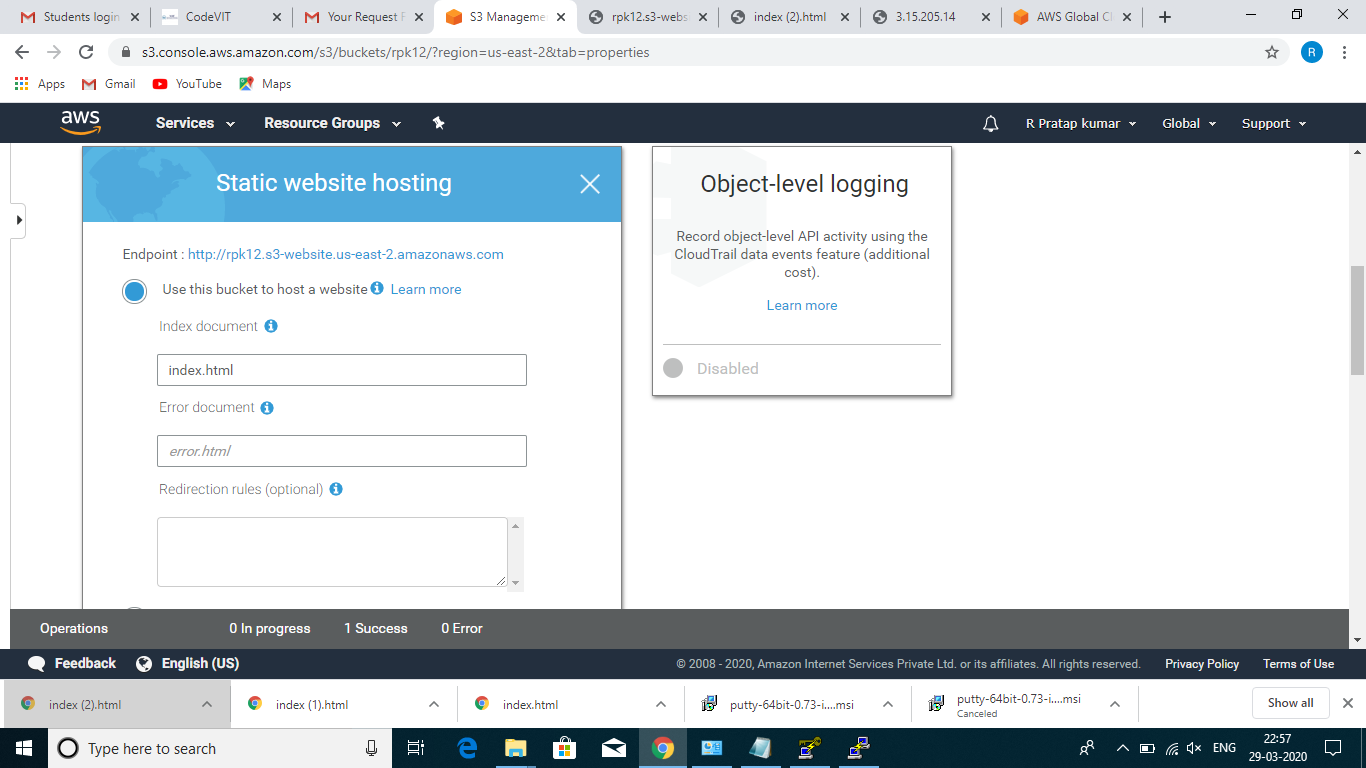 Students login
CodeVIT
Your Request F
S3 Manageme
rpk12.s3-webs
index (2).html
3.15.205.14
AWS Global Cl
s3.console.aws.amazon.com/s3/buckets/rpk12/?region=us-east-2&tab=properties
R
Apps
Gmail
YouTube
Maps
aws
Services
Resource Groups
R Pratap kumar
Global
Support
Static website hosting
Endpoint : http://rpk12.s3-website.us-east-2.amazonaws.com
Use this bucket to host a website
Learn more
Index document
index.html
Error document
error.html
Redirection rules (optional)
Object-level logging
Record object-level API activity using the
CloudTrail data events feature (additional
cost).
Learn more
Disabled
Operations
0 In progress
1 Success
0 Error
Feedback
English (US)
© 2008 - 2020, Amazon Internet Services Private Ltd. or its affiliates. All rights reserved.
Privacy Policy
Terms of Use
index (2).html
index (1).html
index.html
putty-64bit-0.73-i....msi
putty-64bit-0.73-i....msi
Canceled
Show all
Type here to search
ENG
22:57
29-03-2020